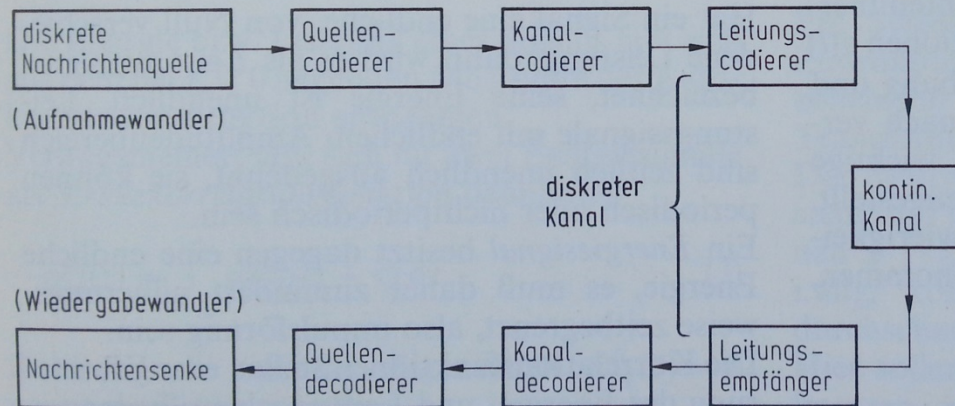 diskrete
Nachrichtenquelle
Quellen-
codierer
Kanal-
codierer
Leitungs-
codierer
(Aufnahmewandler)
diskreter
Kanal
kontin.
Kanal
(Wiedergabewandler)
Nachrichtensenke
Quellen-
decodierer
Kanal-
decodierer
Leitungs-
empfänger